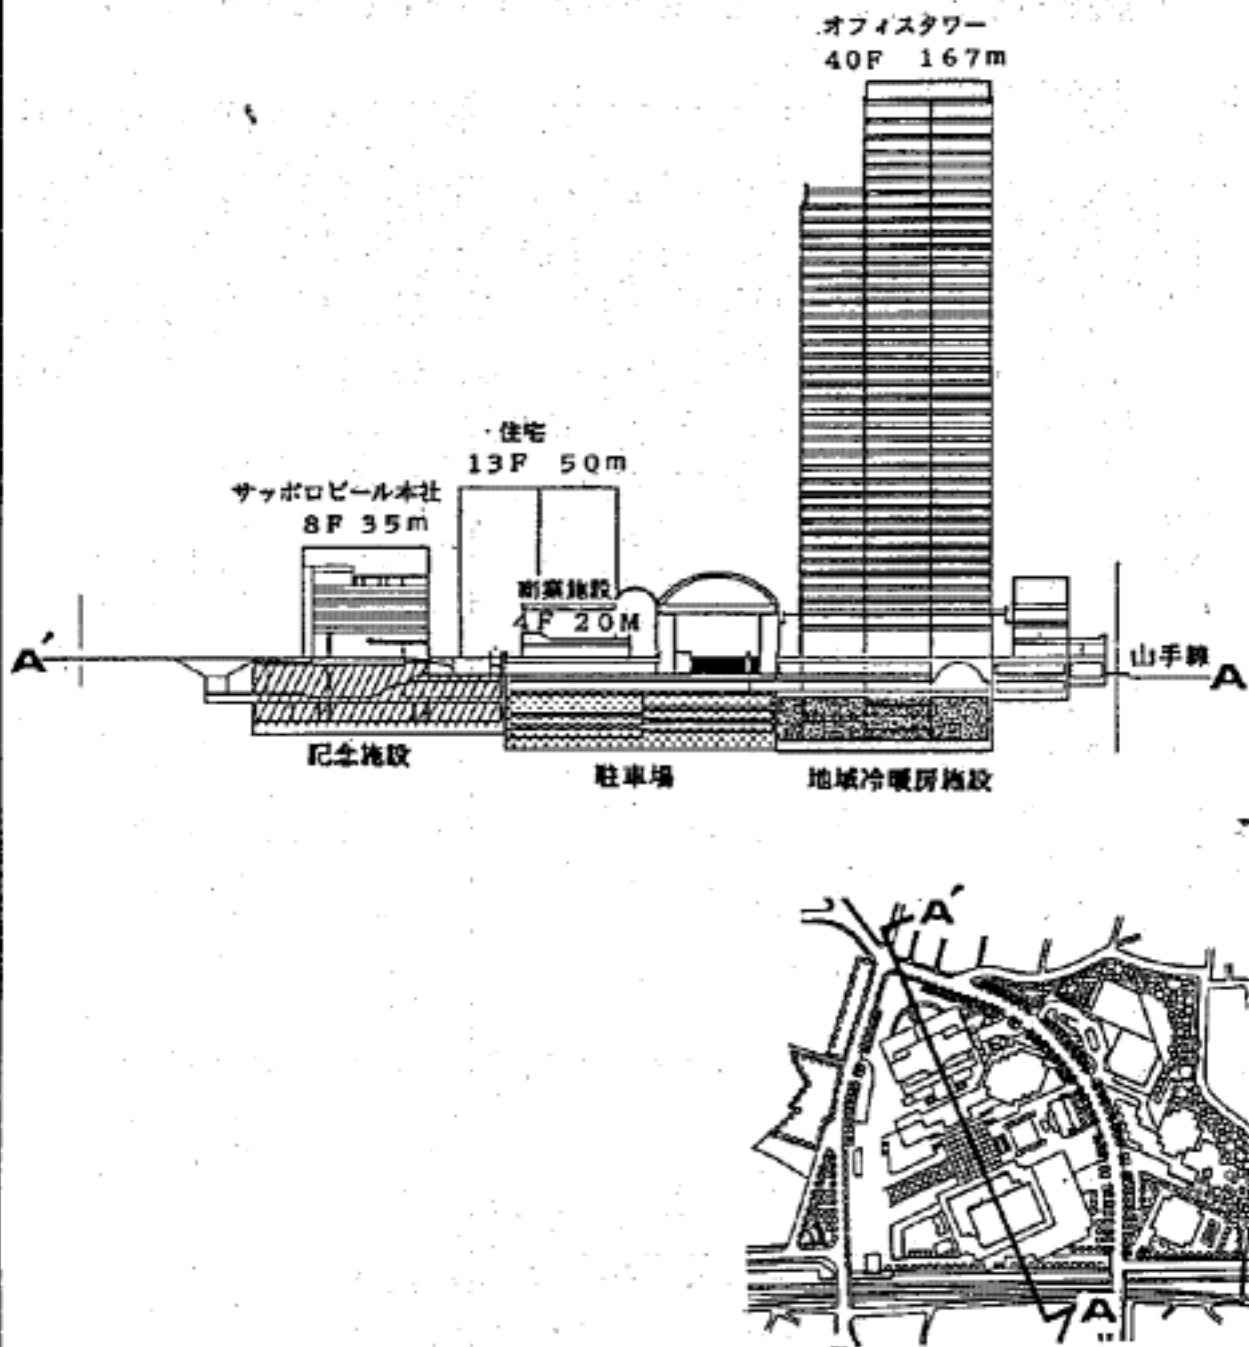 オフィスタワー
40F 167m
・住宅
13F 50m
サッポロビール本社
8F 35m
商業施設
4F 20M
A'
山手線
A
記念施設
駐車場
地域冷暖房施設
A'
A